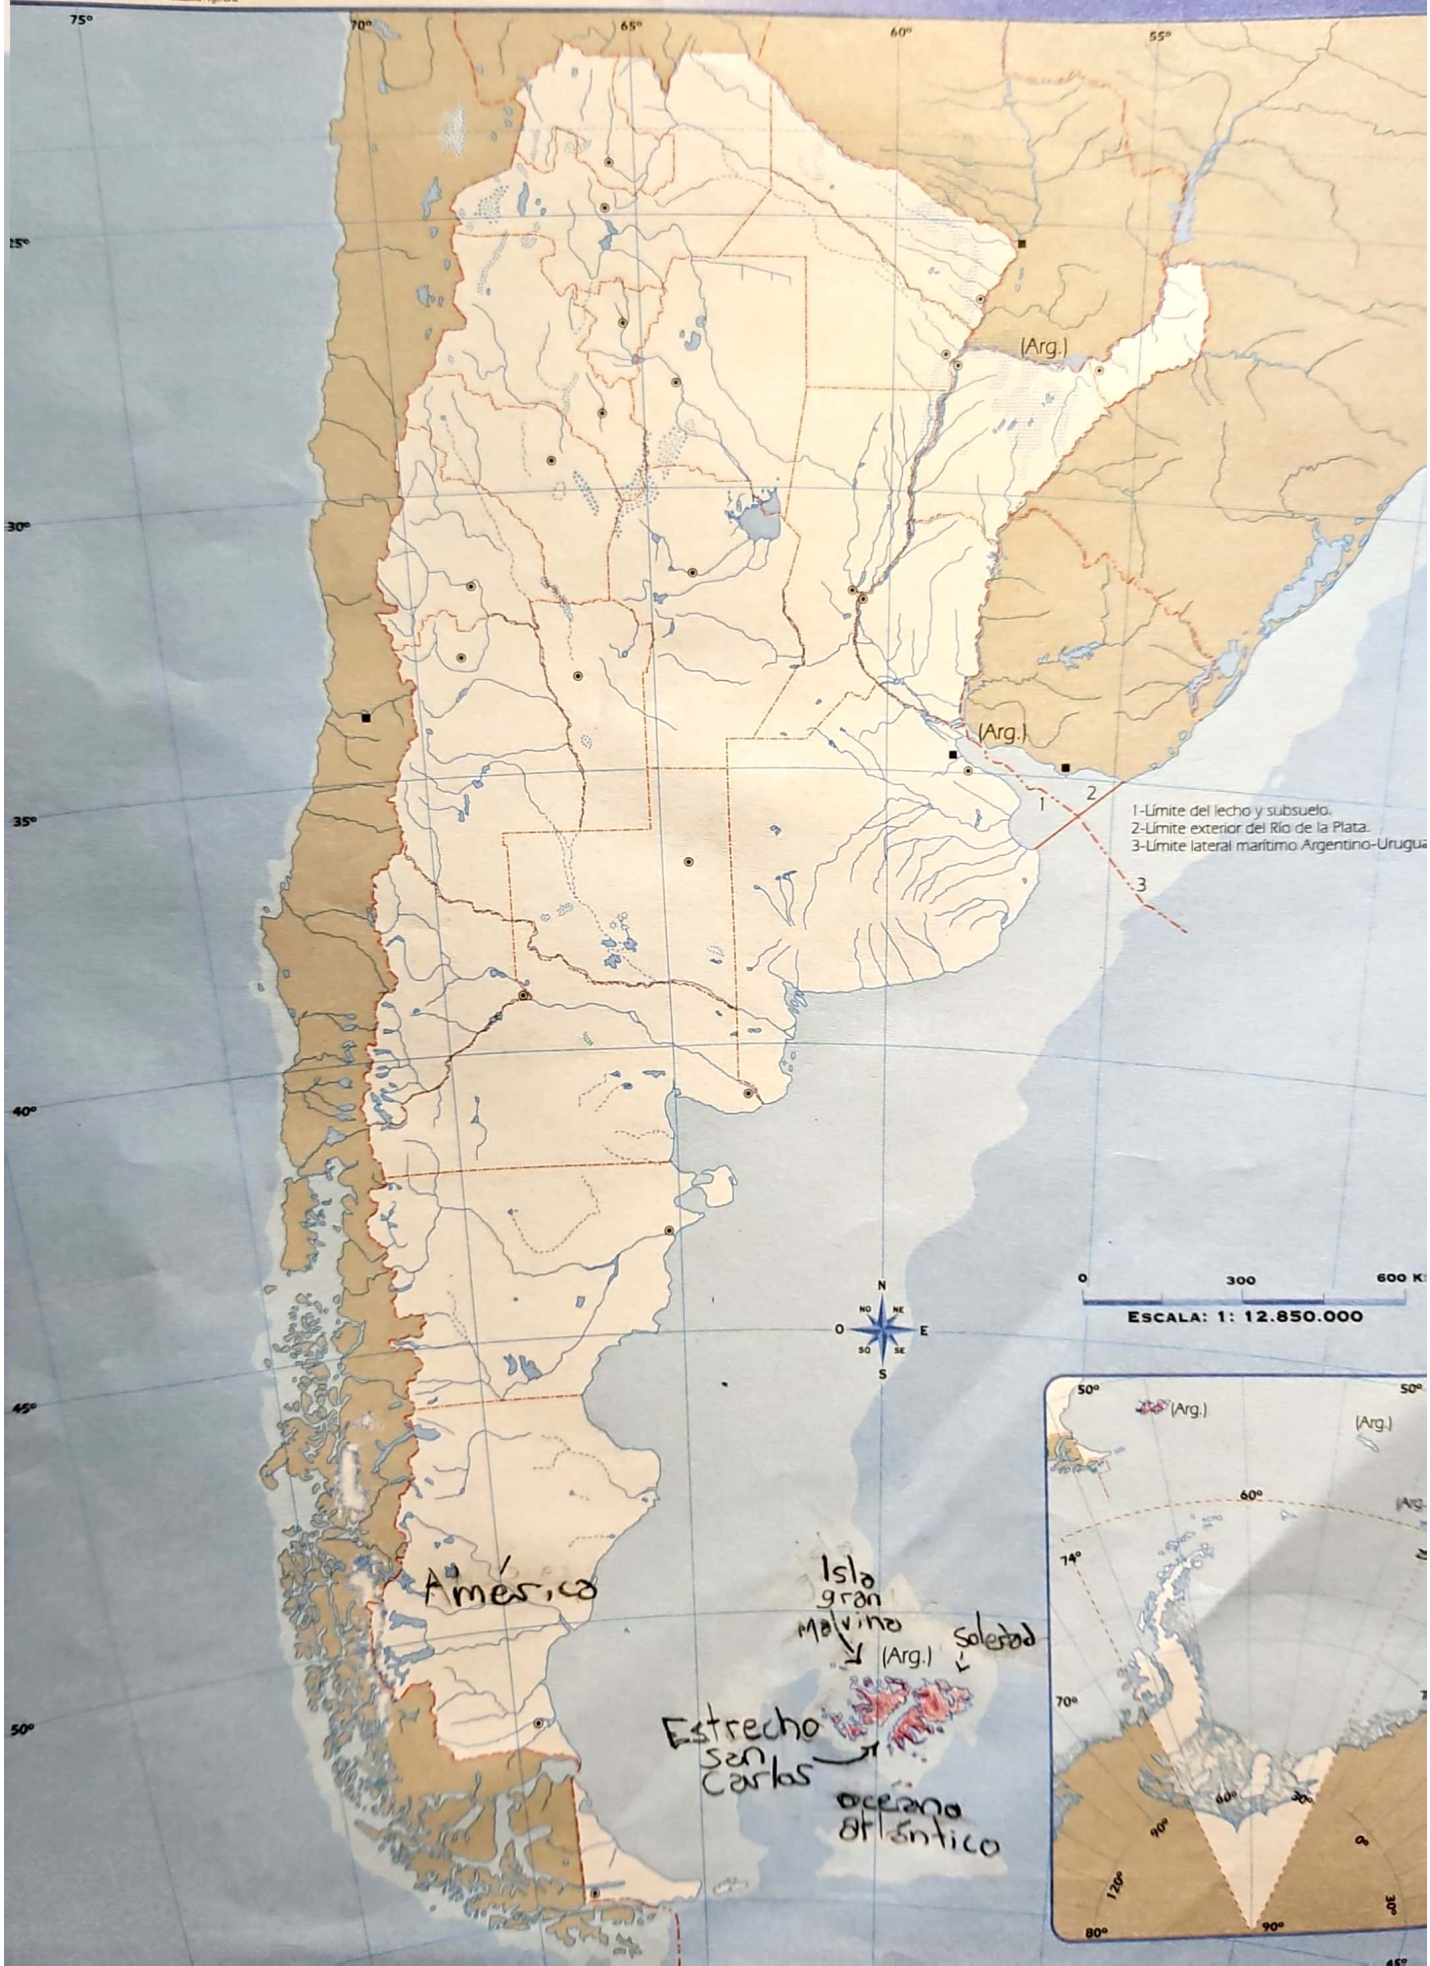 75°
70°
65°
60°
55°
25°
(Arg.)
30°
(Arg.)
1
2
35°
1-Límite del lecho y subsuelo.
2-Límite exterior del Río de la Plata.
3-Límite lateral marítimo Argentino-Urugua
3
40°
N
NO NE
O E
SO SE
S
0 300 600 K
ESCALA: 1: 12.850.000
45°
50° 50°
(Arg.)
(Arg.)
60°
(Arg.
74°
70°
60°
30°
90°
0°
120°
30°
80°
90°
América
Isla
gran
Malvina
Soledad
(Arg.)
50°
Estrecho
san
Carlos
oceano
atlántico
45°